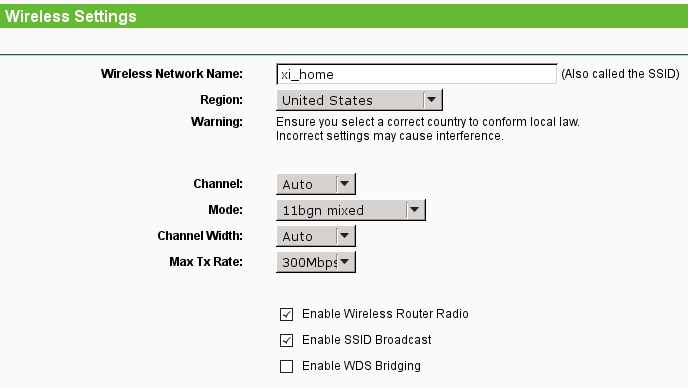 Wireless Settings
Wireless Network Name: xi_home (Also called the SSID)
Region: United States
Warning: Ensure you select a correct country to conform local law.
Incorrect settings may cause interference.
Channel: Auto
Mode: 11bgn mixed
Channel Width: Auto
Max Tx Rate: 300Mbps
Enable Wireless Router Radio
Enable SSID Broadcast
Enable WDS Bridging